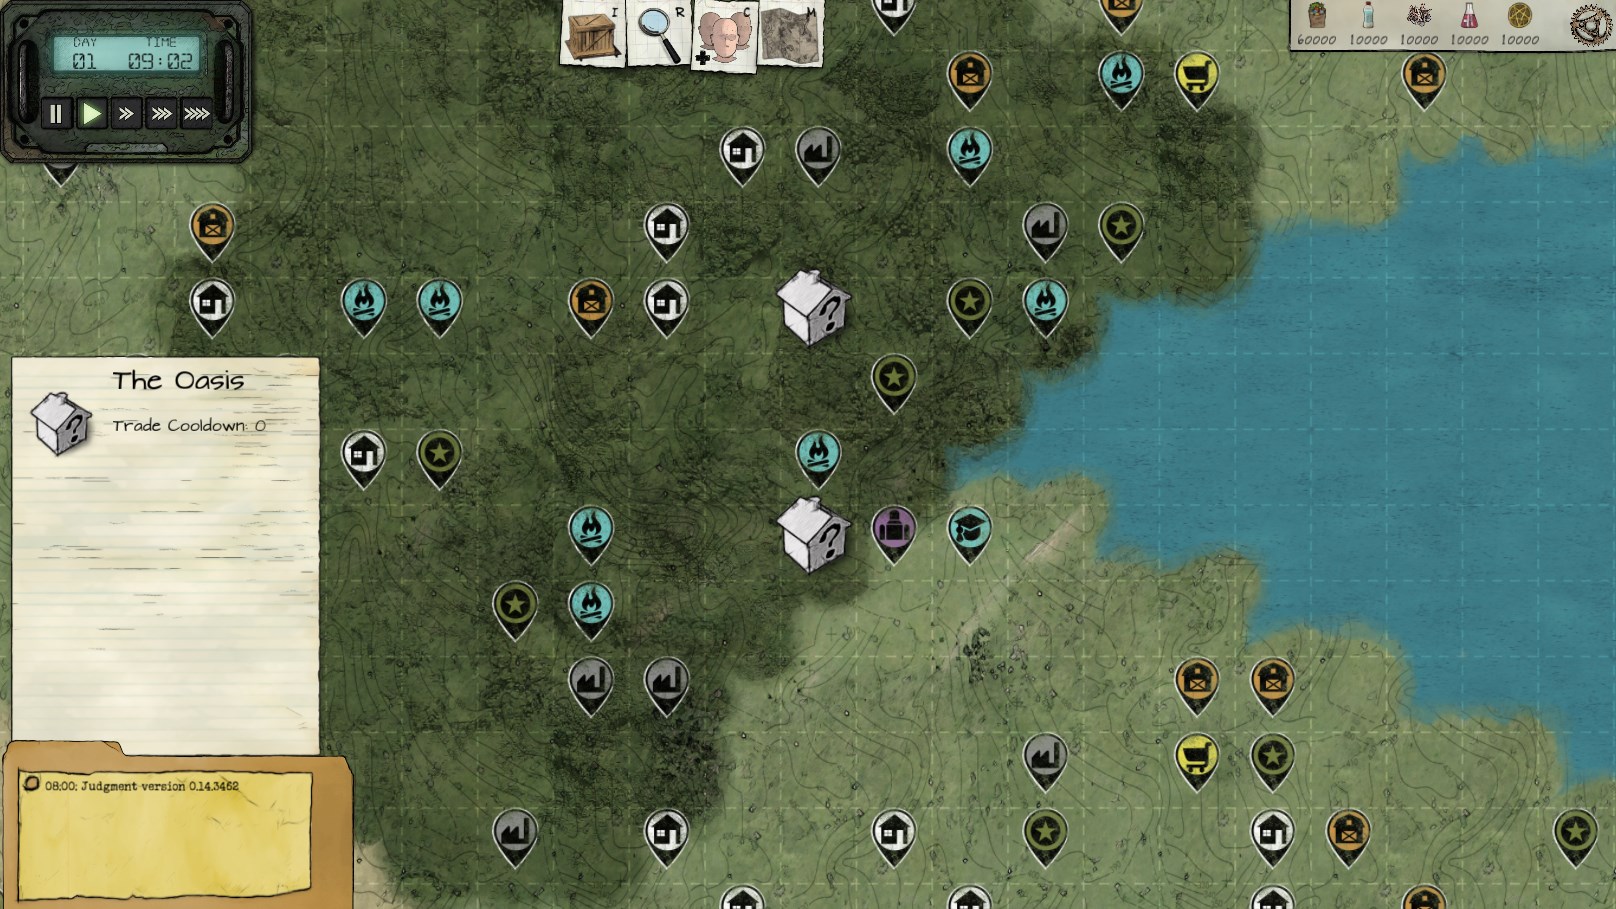 DAY TIME
01 09:02
I R C M
60000 10000 10000 10000 10000
The Oasis
Trade Cooldown: 0
08:00: Judgment version 0.14.3462